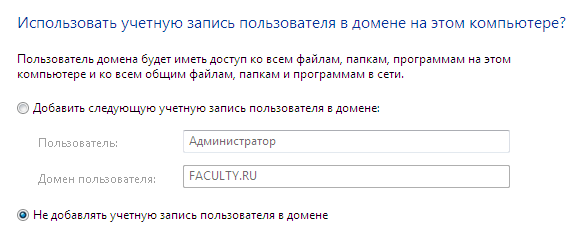 Использовать учетную запись пользователя в домене на этом компьютере?
Пользователь домена будет иметь доступ ко всем файлам, папкам, программам на этом
компьютере и ко всем общим файлам, папкам и программам в сети.
Добавить следующую учетную запись пользователя в домене:
Пользователь: Администратор
Домен пользователя: FACULTY.RU
Не добавлять учетную запись пользователя в домене